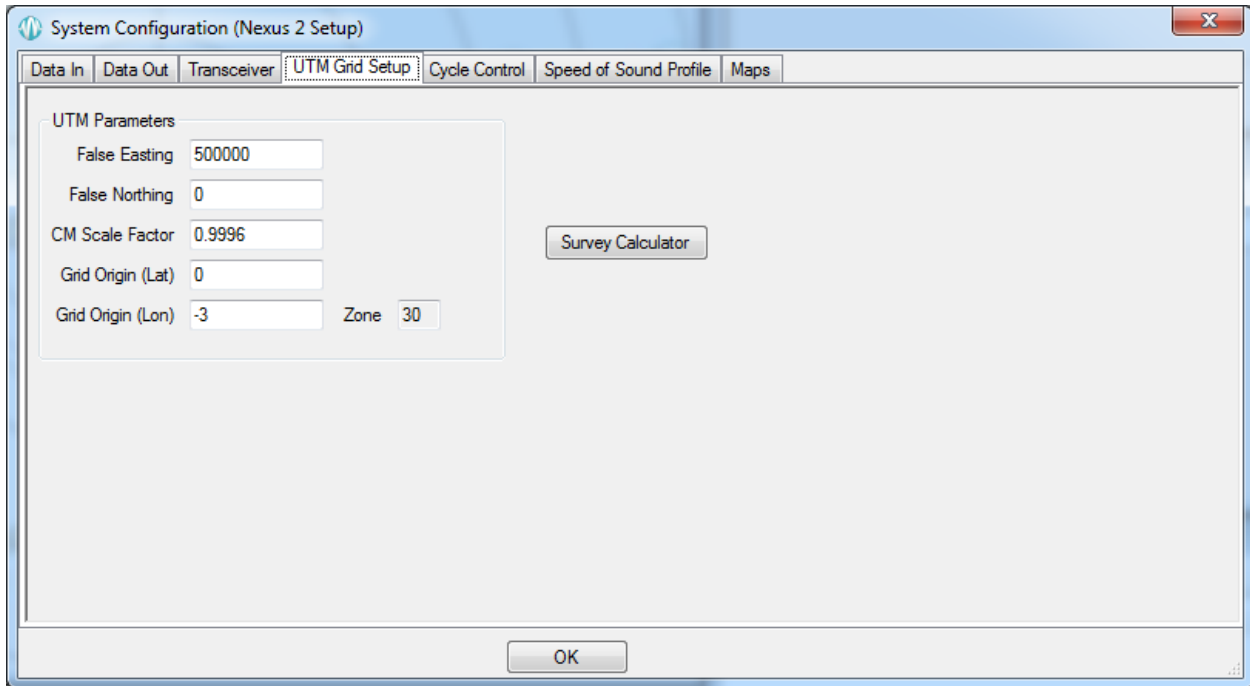 System Configuration (Nexus 2 Setup)
Data In Data Out Transceiver UTM Grid Setup Cycle Control Speed of Sound Profile Maps
UTM Parameters
False Easting 500000
False Northing 0
CM Scale Factor 0.9996
Survey Calculator
Grid Origin (Lat) 0
Grid Origin (Lon) -3 Zone 30
OK